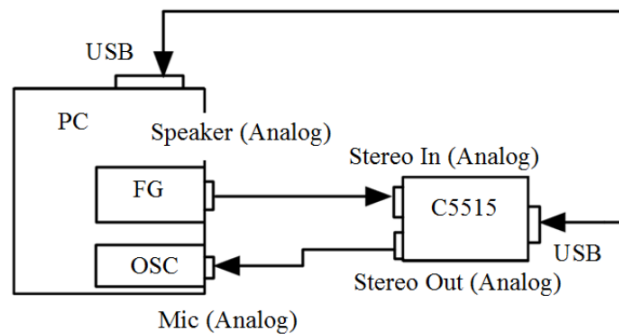 USB
PC
Speaker (Analog)
Stereo In (Analog)
FG
C5515
OSC
USB
Stereo Out (Analog)
Mic (Analog)